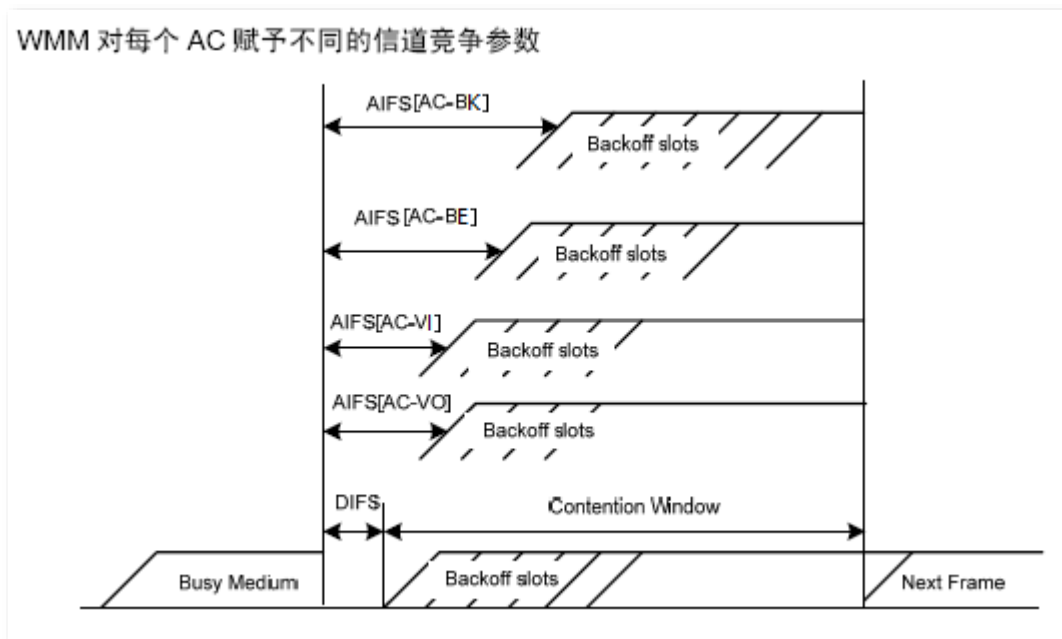 WMM 对每个 AC 赋予不同的信道竞争参数
AIFS[AC-BK]
Backoff slots
AIFS[AC-BE]
Backoff slots
AIFS[AC-VI]
Backoff slots
AIFS[AC-VO]
Backoff slots
DIFS
Contention Window
Busy Medium
Backoff slots
Next Frame